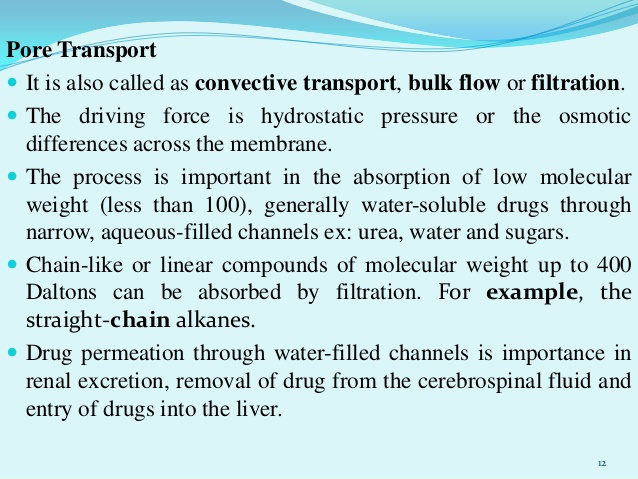 Pore Transport
It is also called as convective transport, bulk flow or filtration.
The driving force is hydrostatic pressure or the osmotic
differences across the membrane.
The process is important in the absorption of low molecular
weight (less than 100), generally water-soluble drugs through
narrow, aqueous-filled channels ex: urea, water and sugars.
Chain-like or linear compounds of molecular weight up to 400
Daltons can be absorbed by filtration. For example, the
straight-chain alkanes.
Drug permeation through water-filled channels is importance in
renal excretion, removal of drug from the cerebrospinal fluid and
entry of drugs into the liver.
12